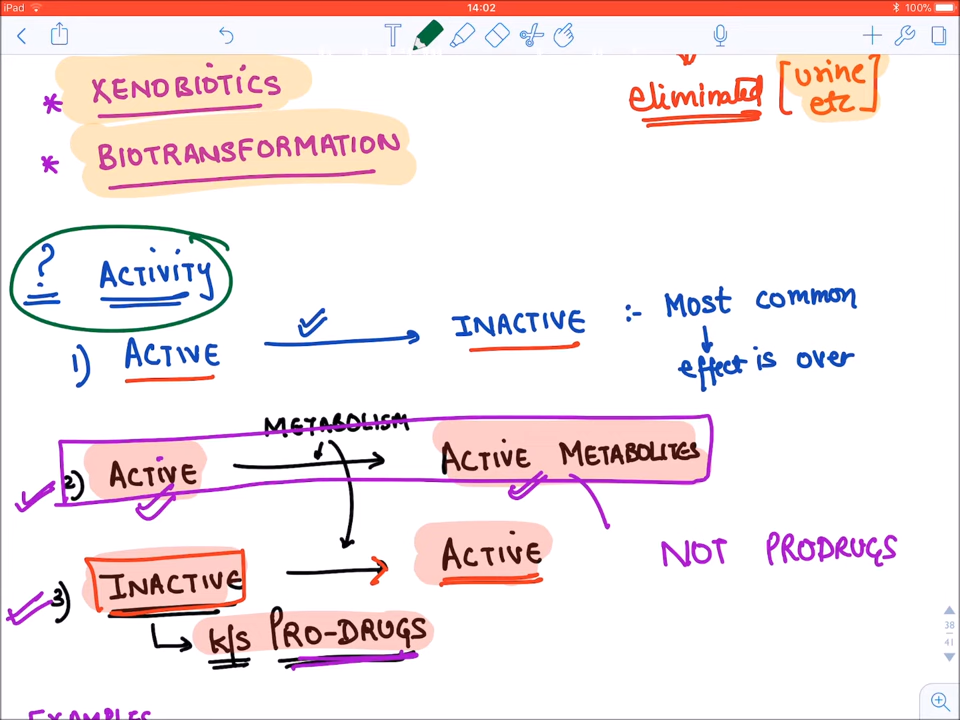 iPad 14:02 100%
T
* XENOBIOTICS
eliminated [urine etc]
* BIOTRANSFORMATION
? ACTIVITY
1) ACTIVE → INACTIVE :- Most common
↓
effect is over
METABOLISM
2) ACTIVE → ACTIVE METABOLITES
NOT PRODRUGS
3) INACTIVE → ACTIVE
k/s PRO-DRUGS
EXAMPLES
38
41